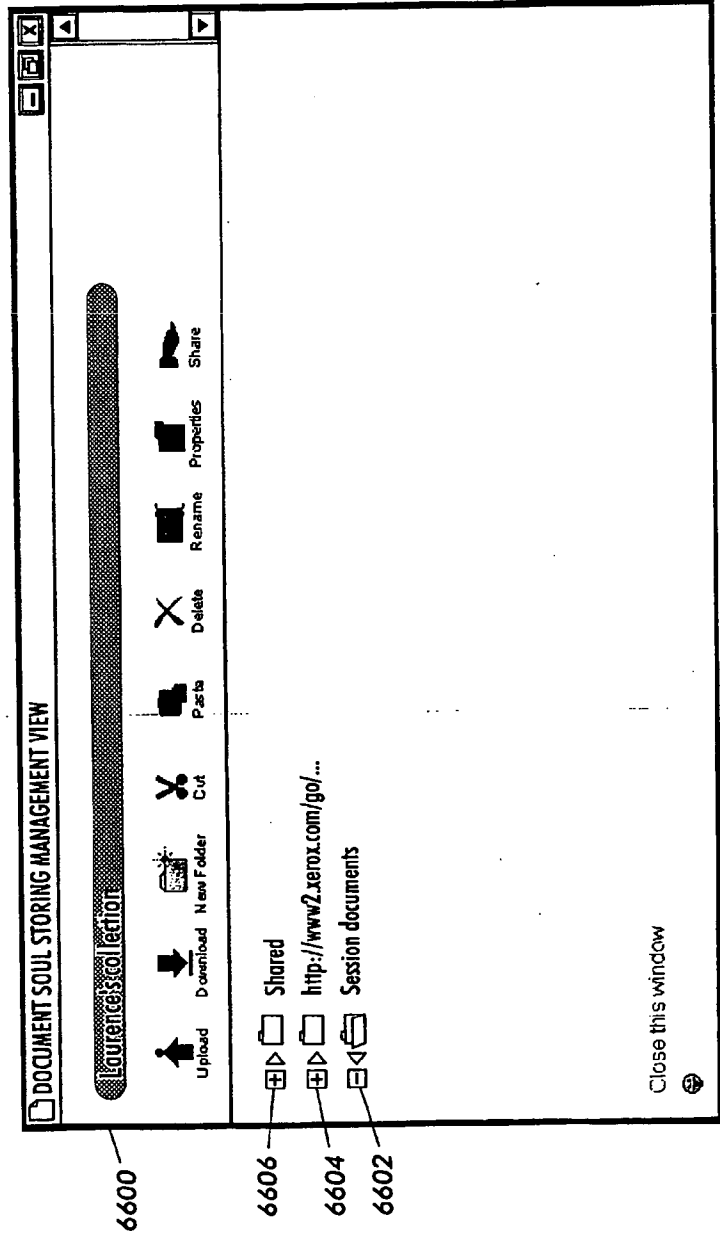 DOCUMENT SOUL STORING MANAGEMENT VIEW
Laurence's collection
Upload Download New Folder Cut Paste Delete Rename Properties Share
6600
6606 Shared
6604 http://www2.xerox.com/go/...
6602 Session documents
Close this window